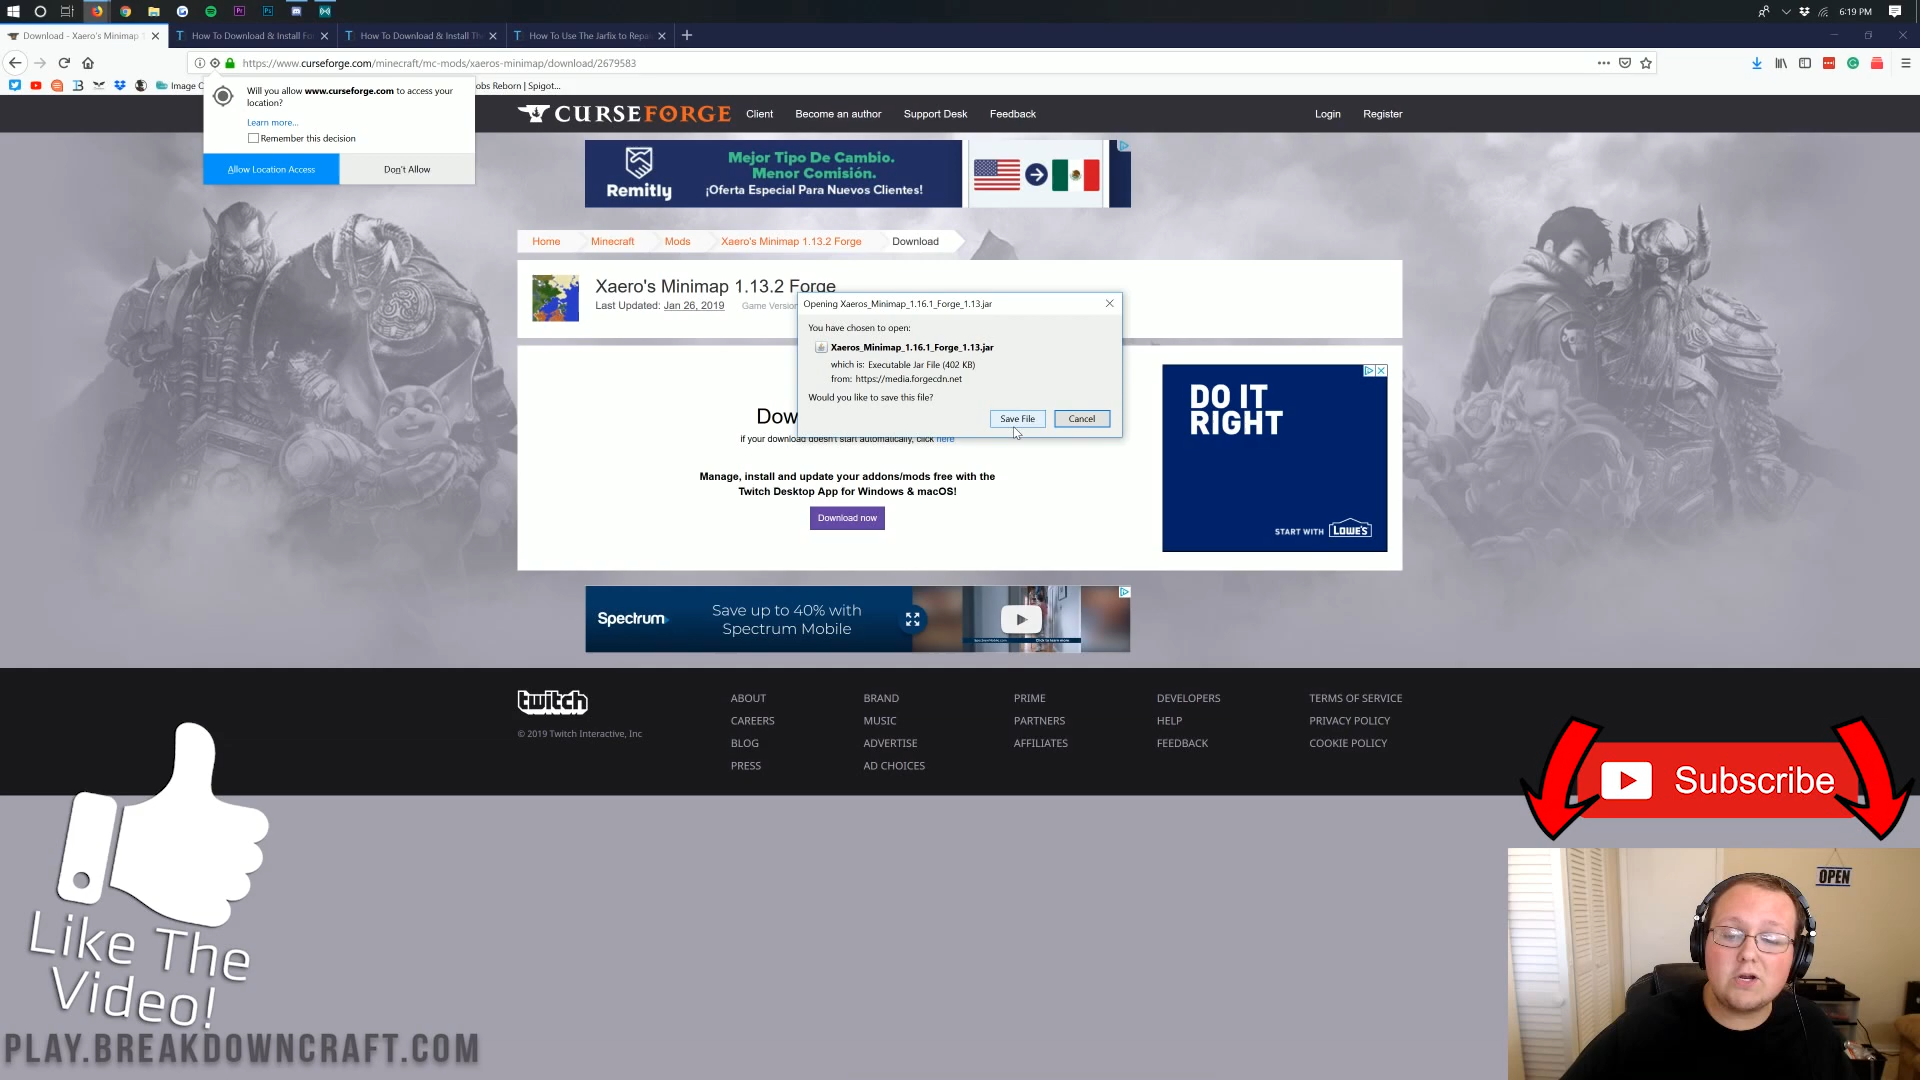 6:19 PM
Download - Xaero's Minimap 1
How To Download & Install Fo
How To Download & Install Th
How To Use The Jarfix to Repa
https://www.curseforge.com/minecraft/mc-mods/xaeros-minimap/download/2679583
Image C
obs Reborn | Spigot...
Will you allow www.curseforge.com to access your
location?
Learn more...
Remember this decision
Allow Location Access
Don't Allow
CURSEFORGE
Client
Become an author
Support Desk
Feedback
Login
Register
Remitly
Mejor Tipo De Cambio.
Menor Comisión.
¡Oferta Especial Para Nuevos Clientes!
Home
Minecraft
Mods
Xaero's Minimap 1.13.2 Forge
Download
Xaero's Minimap 1.13.2 Forge
Last Updated: Jan 26, 2019
Game Version
Opening Xaeros_Minimap_1.16.1_Forge_1.13.jar
You have chosen to open:
Xaeros_Minimap_1.16.1_Forge_1.13.jar
which is: Executable Jar File (402 KB)
from: https://media.forgecdn.net
Would you like to save this file?
Save File
Cancel
Dow
if your download doesn't start automatically, click here
Manage, install and update your addons/mods free with the
Twitch Desktop App for Windows & macOS!
Download now
DO IT
RIGHT
START WITH LOWE'S
Spectrum
Save up to 40% with
Spectrum Mobile
twitch
© 2019 Twitch Interactive, Inc
ABOUT
CAREERS
BLOG
PRESS
BRAND
MUSIC
ADVERTISE
AD CHOICES
PRIME
PARTNERS
AFFILIATES
DEVELOPERS
HELP
FEEDBACK
TERMS OF SERVICE
PRIVACY POLICY
COOKIE POLICY
Like The
Video!
PLAY.BREAKDOWNCRAFT.COM
Subscribe
OPEN